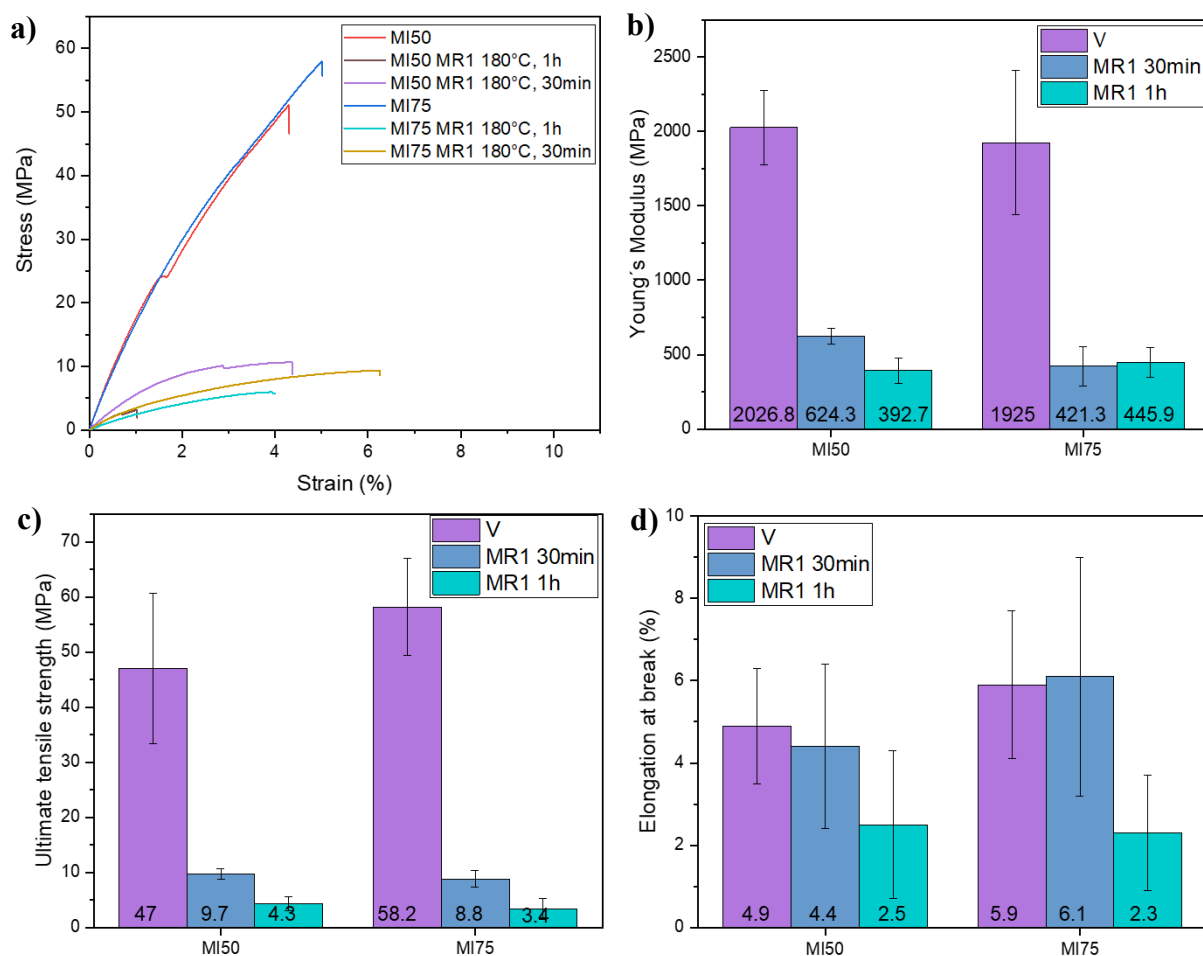 a)
MI50
MI50 MR1 180°C, 1h
MI50 MR1 180°C, 30min
MI75
MI75 MR1 180°C, 1h
MI75 MR1 180°C, 30min
60
50
40
30
20
10
0
Stress (MPa)
0 2 4 6 8 10
Strain (%)
b)
V
MR1 30min
MR1 1h
2500
2000
1500
1000
500
0
Young´s Modulus (MPa)
2026.8 624.3 392.7 1925 421.3 445.9
MI50 MI75
c)
V
MR1 30min
MR1 1h
70
60
50
40
30
20
10
0
Ultimate tensile strength (MPa)
47 9.7 4.3 58.2 8.8 3.4
MI50 MI75
d)
V
MR1 30min
MR1 1h
10
8
6
4
2
0
Elongation at break (%)
4.9 4.4 2.5 5.9 6.1 2.3
MI50 MI75